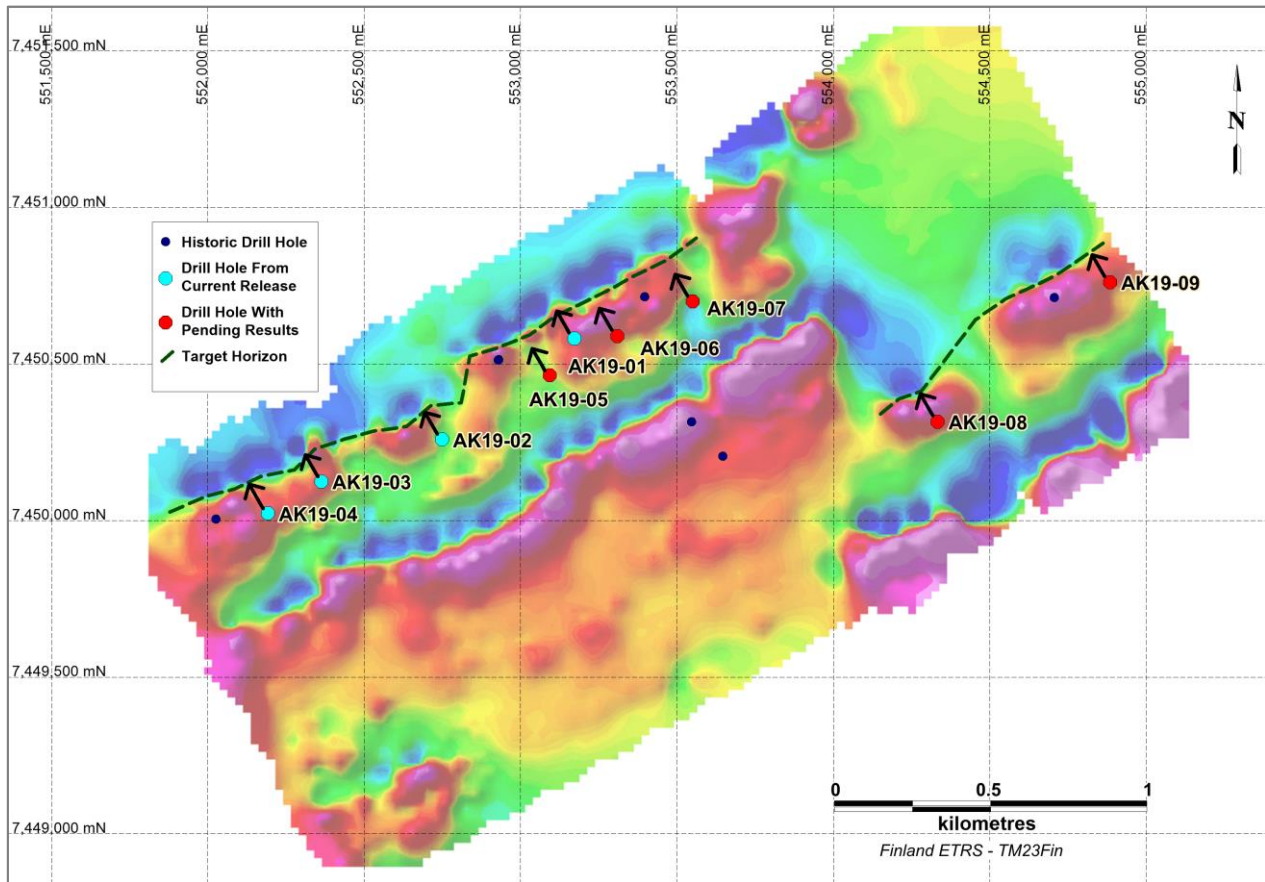 551,500 mE
552,000 mE
552,500 mE
553,000 mE
553,500 mE
554,000 mE
554,500 mE
555,000 mE
7,451,500 mN
7,451,000 mN
7,450,500 mN
7,450,000 mN
7,449,500 mN
7,449,000 mN
N
Historic Drill Hole
Drill Hole From
Current Release
Drill Hole With
Pending Results
Target Horizon
AK19-09
AK19-07
AK19-06
AK19-01
AK19-05
AK19-02
AK19-08
AK19-03
AK19-04
0 0.5 1
kilometres
Finland ETRS - TM23Fin